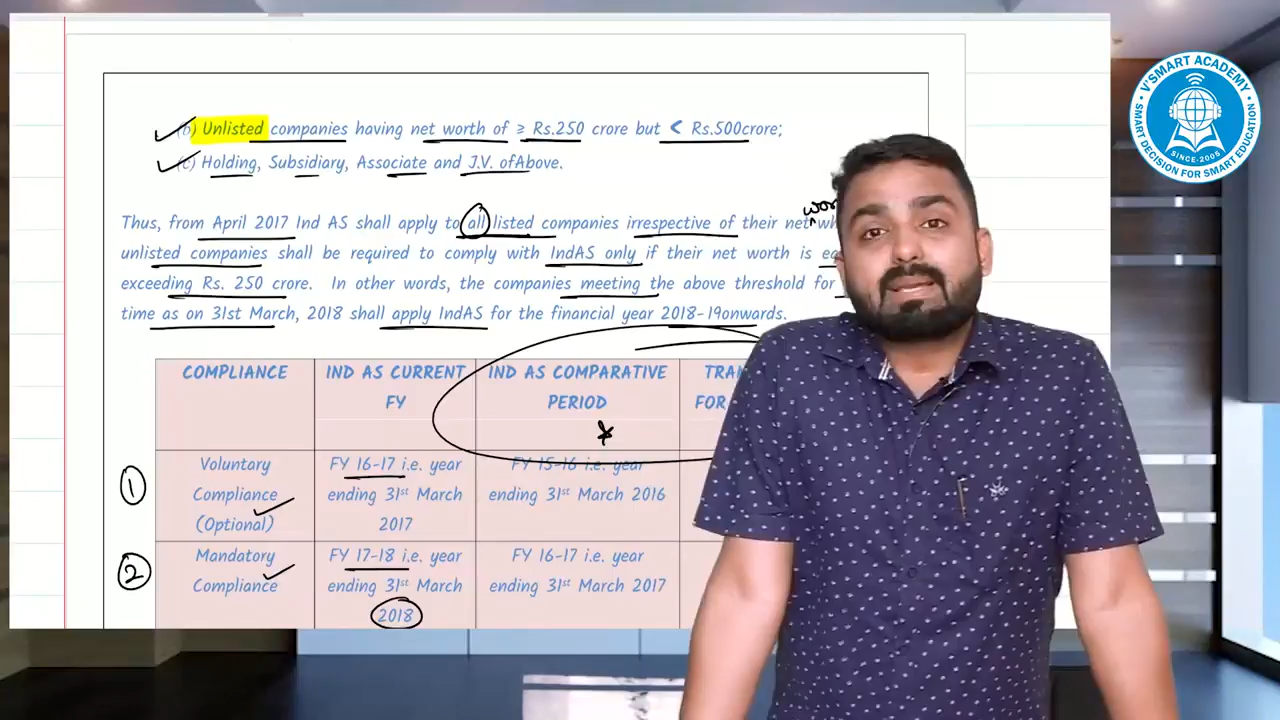 (b) Unlisted companies having net worth of ≥ Rs.250 crore but < Rs.500crore;
(c) Holding, Subsidiary, Associate and J.V. ofAbove.
Thus, from April 2017 Ind AS shall apply to all listed companies irrespective of their net
unlisted companies shall be required to comply with IndAS only if their net worth is
exceeding Rs. 250 crore. In other words, the companies meeting the above threshold for
time as on 31st March, 2018 shall apply IndAS for the financial year 2018-19onwards.
COMPLIANCE
IND AS CURRENT
FY
IND AS COMPARATIVE
PERIOD
FOR
1
Voluntary
Compliance
(Optional)
FY 16-17 i.e. year
ending 31st March
2017
FY 15-16 i.e. year
ending 31st March 2016
2
Mandatory
Compliance
FY 17-18 i.e. year
ending 31st March
2018
FY 16-17 i.e. year
ending 31st March 2017
V'SMART ACADEMY
SINCE-2006
SMART DECISION FOR SMART EDUCATION